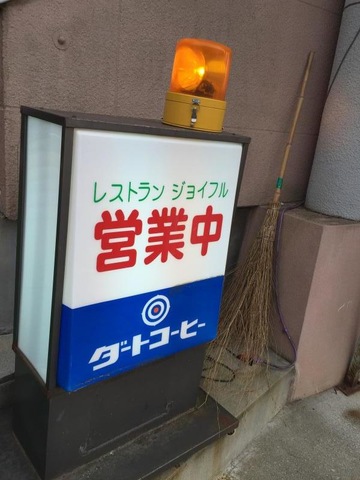 レストラン ジョイフル
営業中
ダートコーヒー